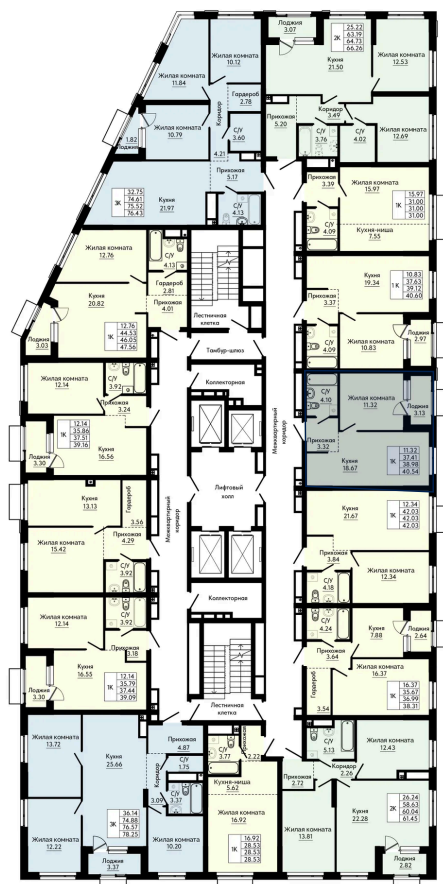 Лоджия
3.07
2К
25.22
63.19
64.73
66.26
Жилая комната
10.12
Кухня
21.50
Жилая комната
12.53
Жилая комната
11.84
Гардероб
2.78
Коридор
Жилая комната
10.79
1.82
Лоджия
С/У
3.60
4.21
Прихожая
5.20
Коридор
3.49
С/У
3.76
С/У
4.02
Жилая комната
12.69
Прихожая
5.17
3К
32.75
74.61
75.52
76.43
Кухня
21.97
С/У
4.13
Прихожая
3.39
Жилая комната
15.97
1К
15.97
31.00
31.00
31.00
С/У
4.09
Кухня-ниша
7.55
Жилая комната
12.76
С/У
4.13
Гардероб
2.81
Прихожая
4.01
Кухня
20.82
Лестничная
клетка
1К
12.76
44.53
46.05
47.56
Лоджия
3.03
Кухня
19.34
1К
10.83
37.63
39.12
40.60
Прихожая
3.37
С/У
4.09
Жилая комната
10.83
Лоджия
2.97
Тамбур-шлюз
Коллекторная
Жилая комната
12.14
С/У
3.92
Прихожая
3.24
1К
12.14
35.86
37.51
39.16
Лоджия
3.30
Кухня
16.56
Межквартирный
коридор
С/У
4.10
Жилая комната
11.32
Лоджия
3.13
Прихожая
3.32
Кухня
18.67
1К
11.32
37.41
38.98
40.54
Лифтовый
холл
Межквартирный
коридор
Кухня
13.13
Гардероб
3.56
Жилая комната
15.42
Прихожая
4.29
С/У
3.92
Кухня
21.67
1К
12.34
42.03
42.03
42.03
Прихожая
3.84
С/У
4.18
Жилая комната
12.34
Коллекторная
Жилая комната
12.14
С/У
3.92
Прихожая
3.18
Кухня
16.55
1К
12.14
35.79
37.44
39.09
Лоджия
3.30
С/У
4.24
Кухня
7.88
Лоджия
2.64
Прихожая
3.64
Жилая комната
16.37
Гардероб
3.54
1К
16.37
35.67
36.99
38.31
Лестничная
клетка
Жилая комната
13.72
Кухня
25.66
Прихожая
4.87
С/У
1.75
Коридор
3.09
С/У
3.37
3К
36.14
74.88
76.57
78.25
Жилая комната
12.22
Лоджия
3.37
Жилая комната
10.20
С/У
3.77
Прихожая
2.22
Кухня-ниша
5.62
Жилая комната
16.92
1К
16.92
28.53
28.53
28.53
С/У
5.13
Жилая комната
12.43
Прихожая
2.72
Коридор
2.26
Жилая комната
13.81
Кухня
22.28
2К
26.24
58.63
60.04
61.45
Лоджия
2.82